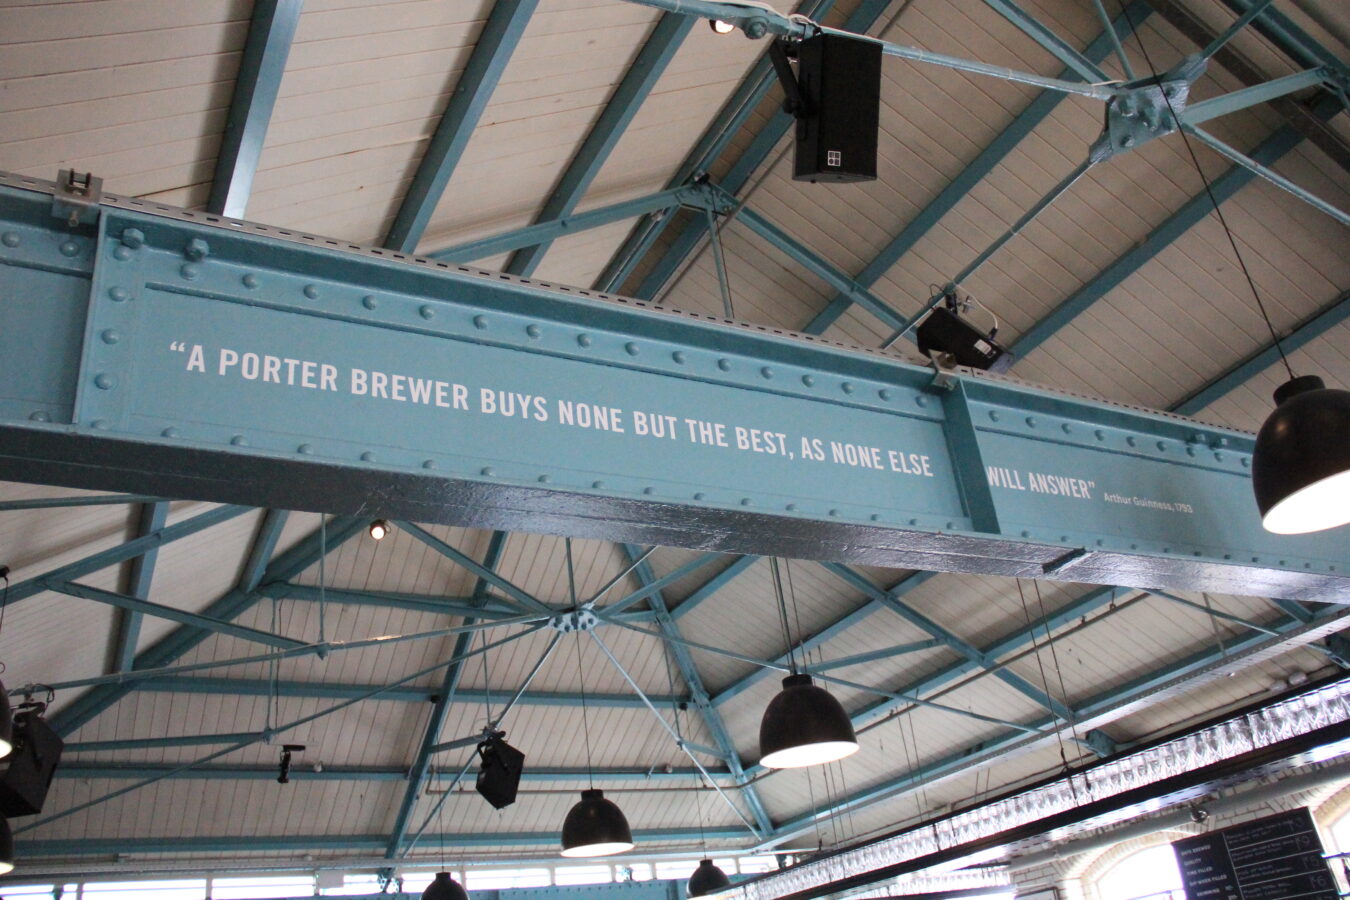 “A PORTER BREWER BUYS NONE BUT THE BEST, AS NONE ELSE WILL ANSWER” Arthur Guinness, 1793